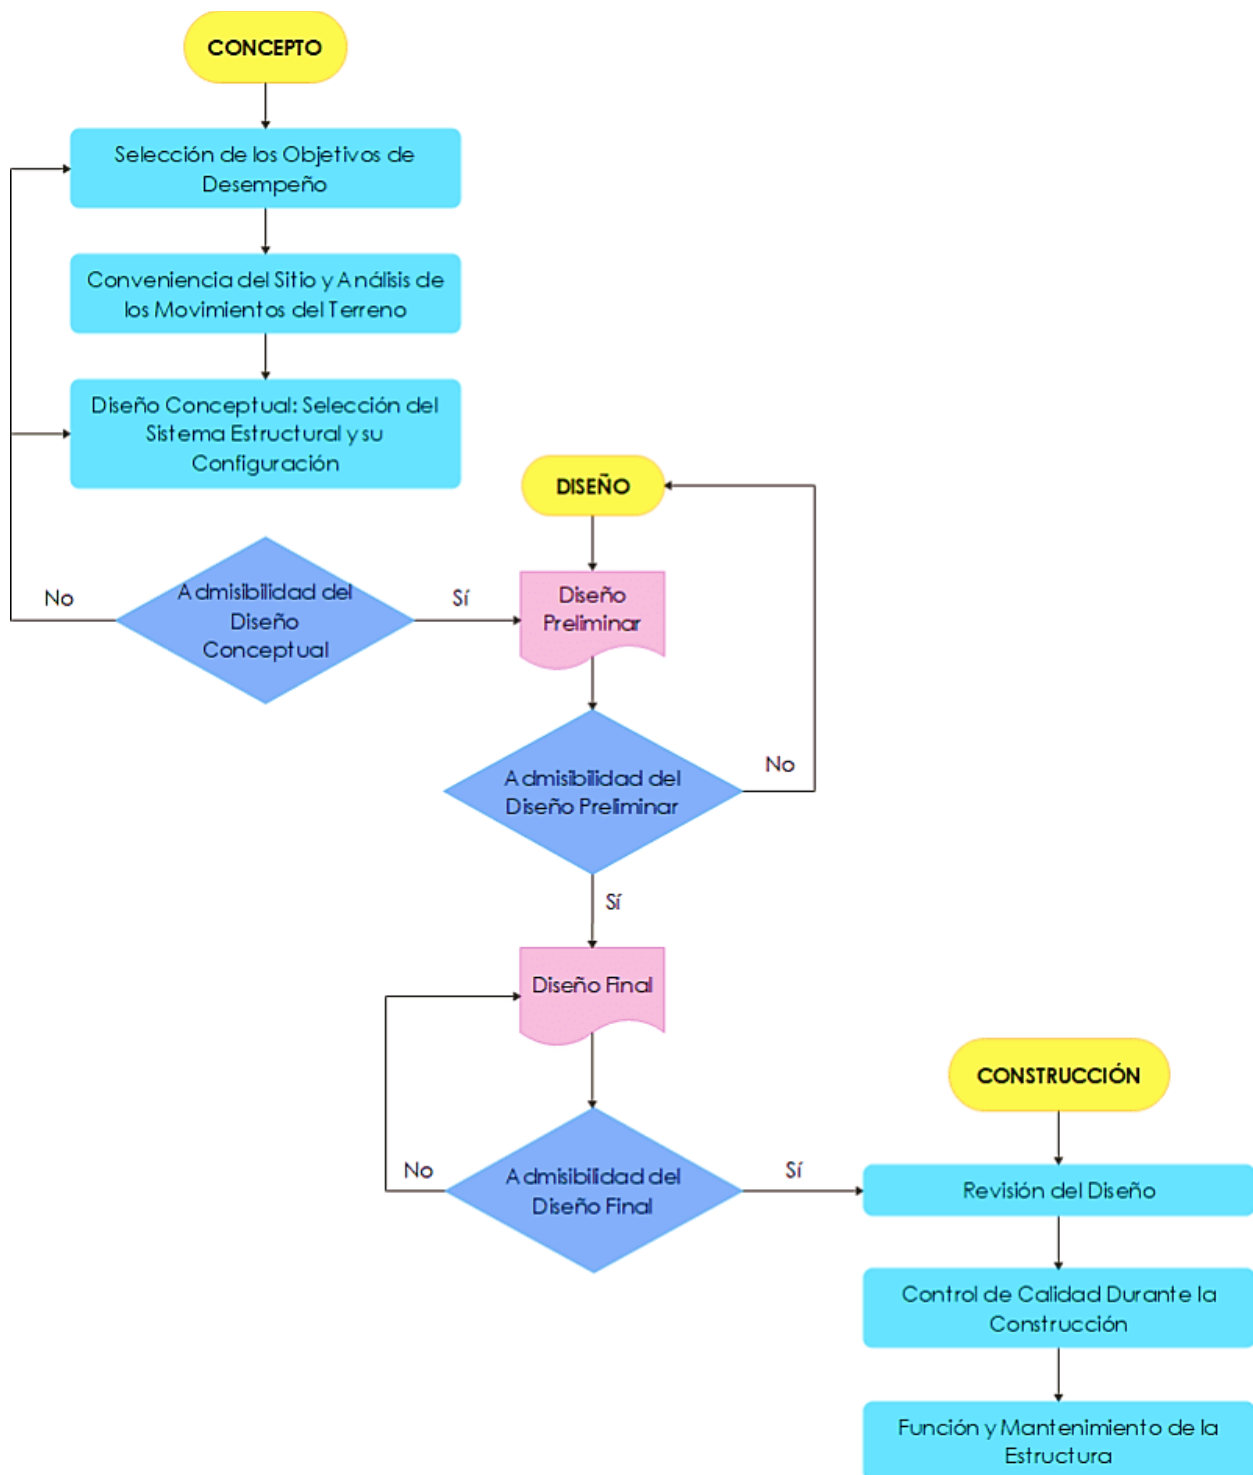 CONCEPTO
Selección de los Objetivos de
Desempeño
Conveniencia del Sitio y Análisis de
los Movimientos del Terreno
Diseño Conceptual: Selección del
Sistema Estructural y su
Configuración
No
Admisibilidad del
Diseño
Conceptual
Sí
DISEÑO
Diseño
Preliminar
Admisibilidad del
Diseño Preliminar
No
Sí
Diseño Final
No
Admisibilidad del
Diseño Final
Sí
CONSTRUCCIÓN
Revisión del Diseño
Control de Calidad Durante la
Construcción
Función y Mantenimiento de la
Estructura